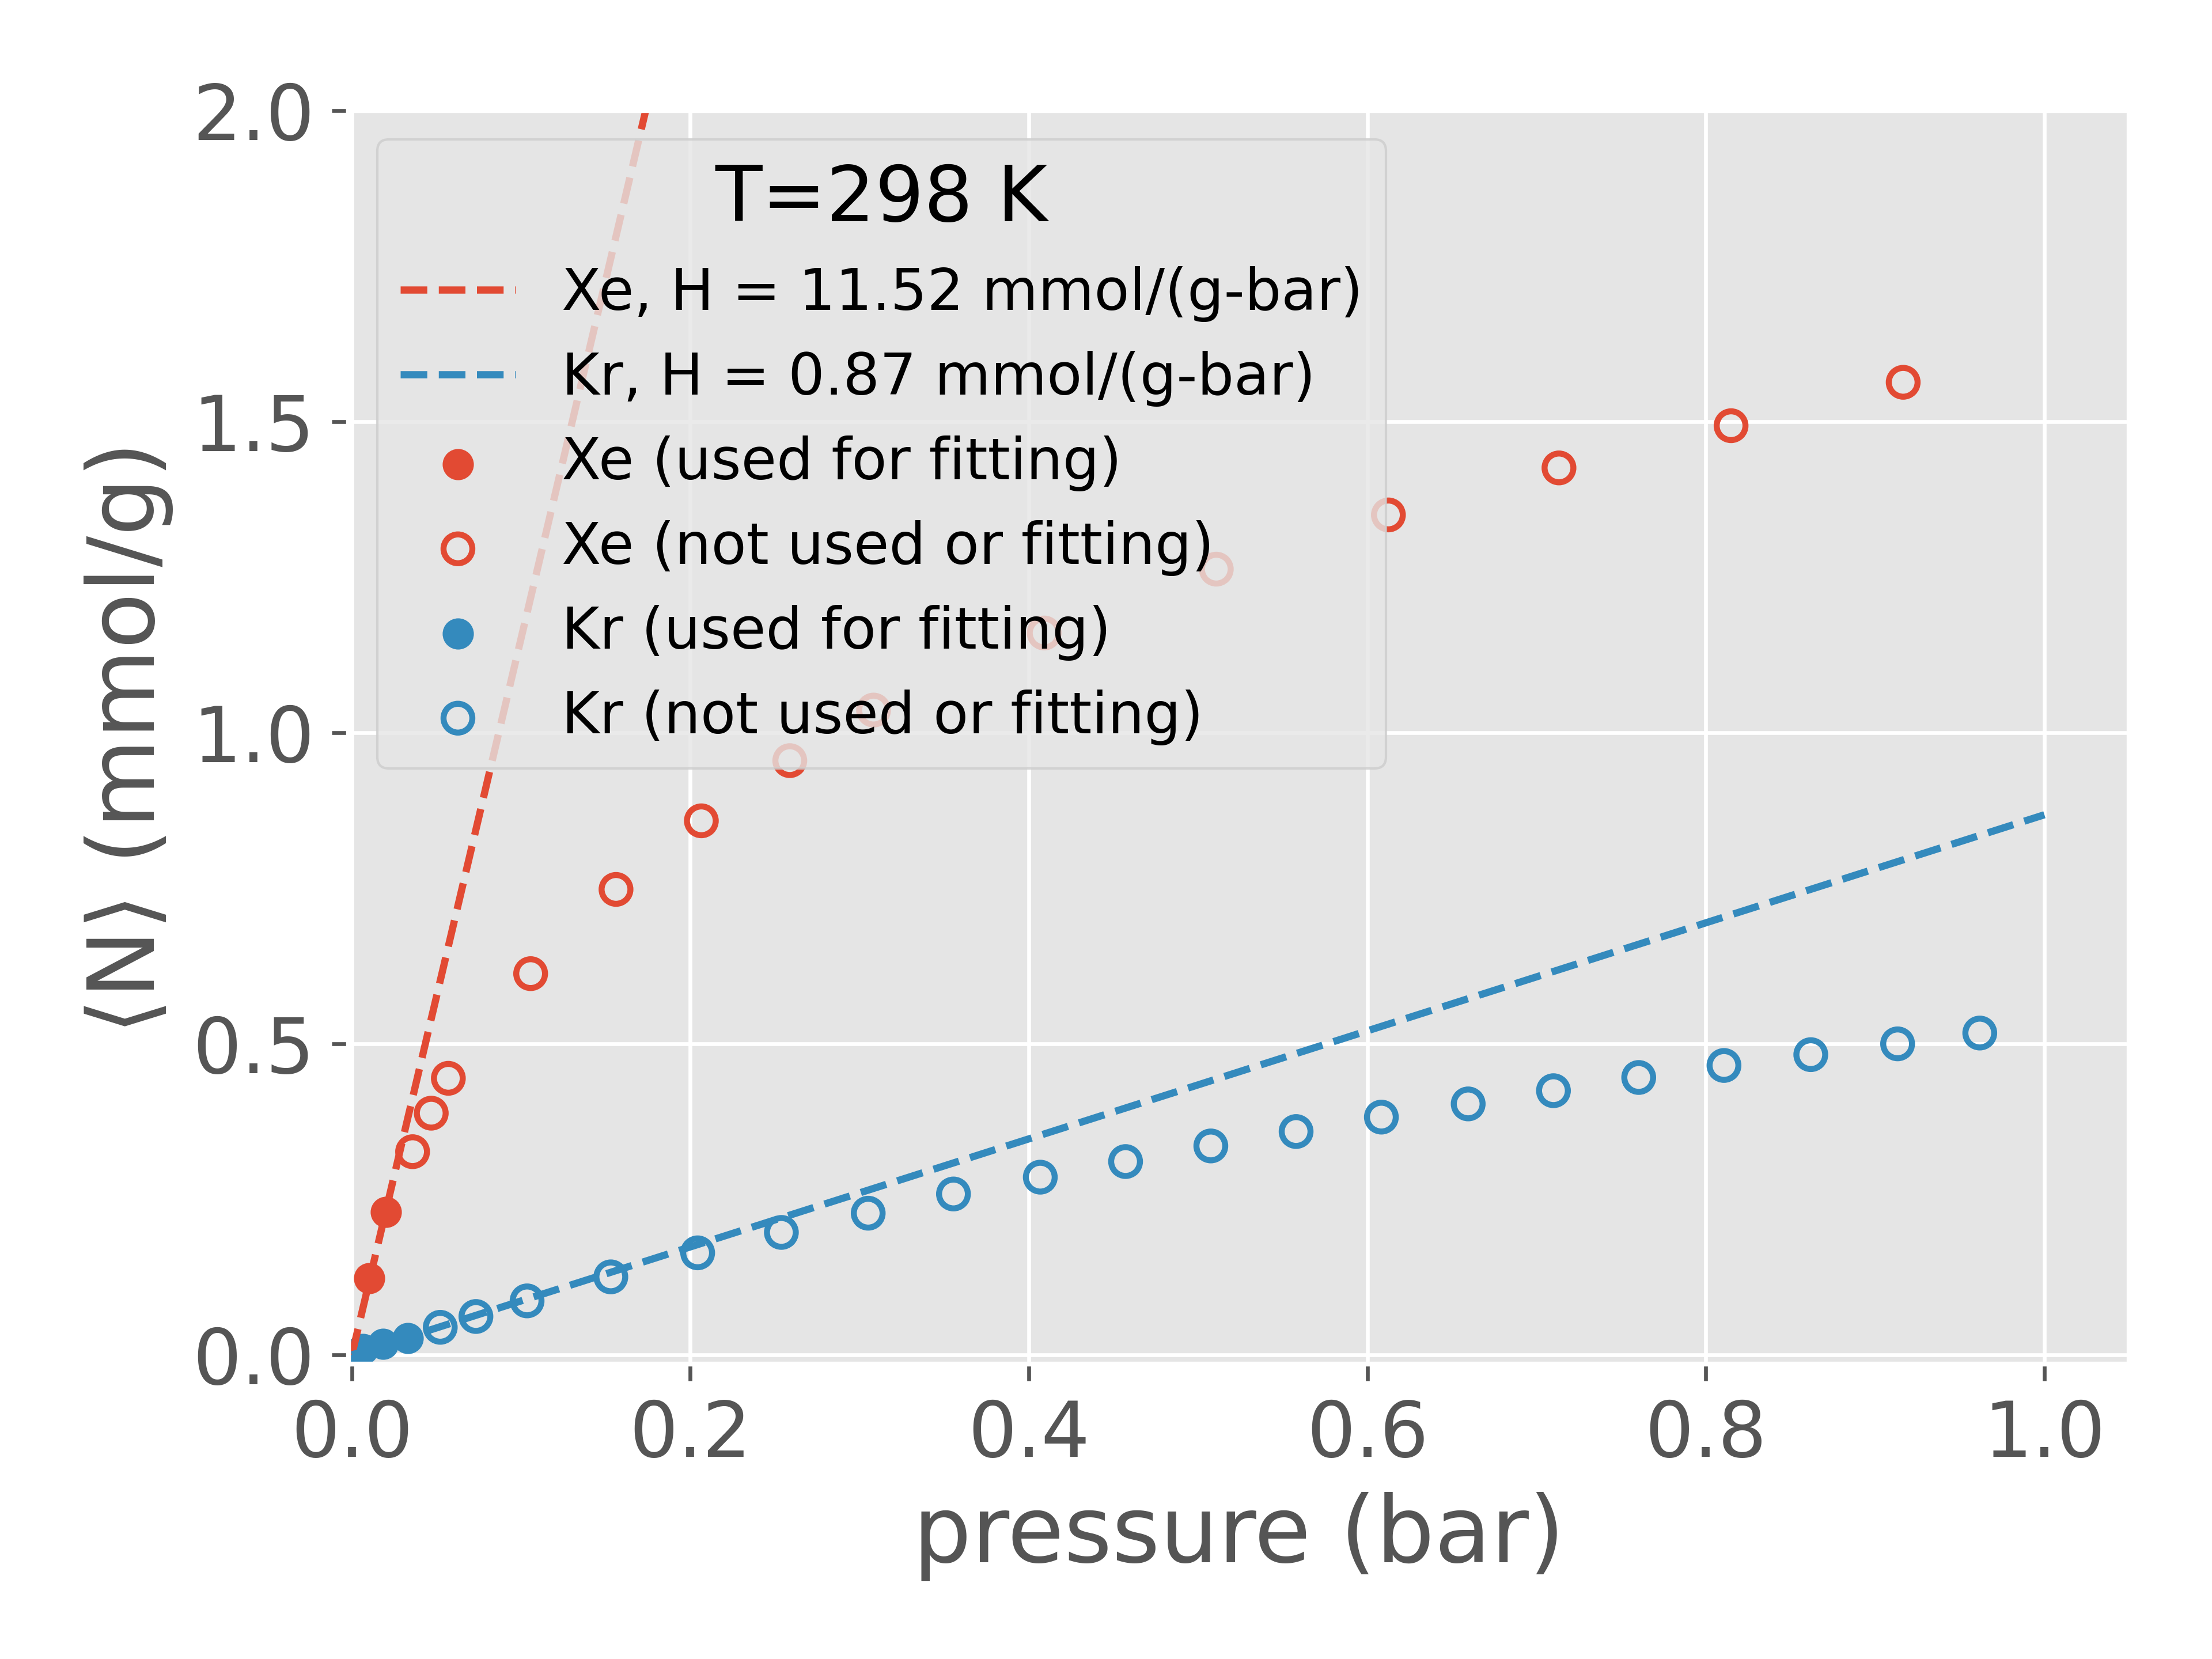 2.0
1.5
1.0
0.5
0.0
⟨N⟩ (mmol/g)
T=298 K
Xe, H = 11.52 mmol/(g-bar)
Kr, H = 0.87 mmol/(g-bar)
Xe (used for fitting)
Xe (not used or fitting)
Kr (used for fitting)
Kr (not used or fitting)
0.0 0.2 0.4 0.6 0.8 1.0
pressure (bar)